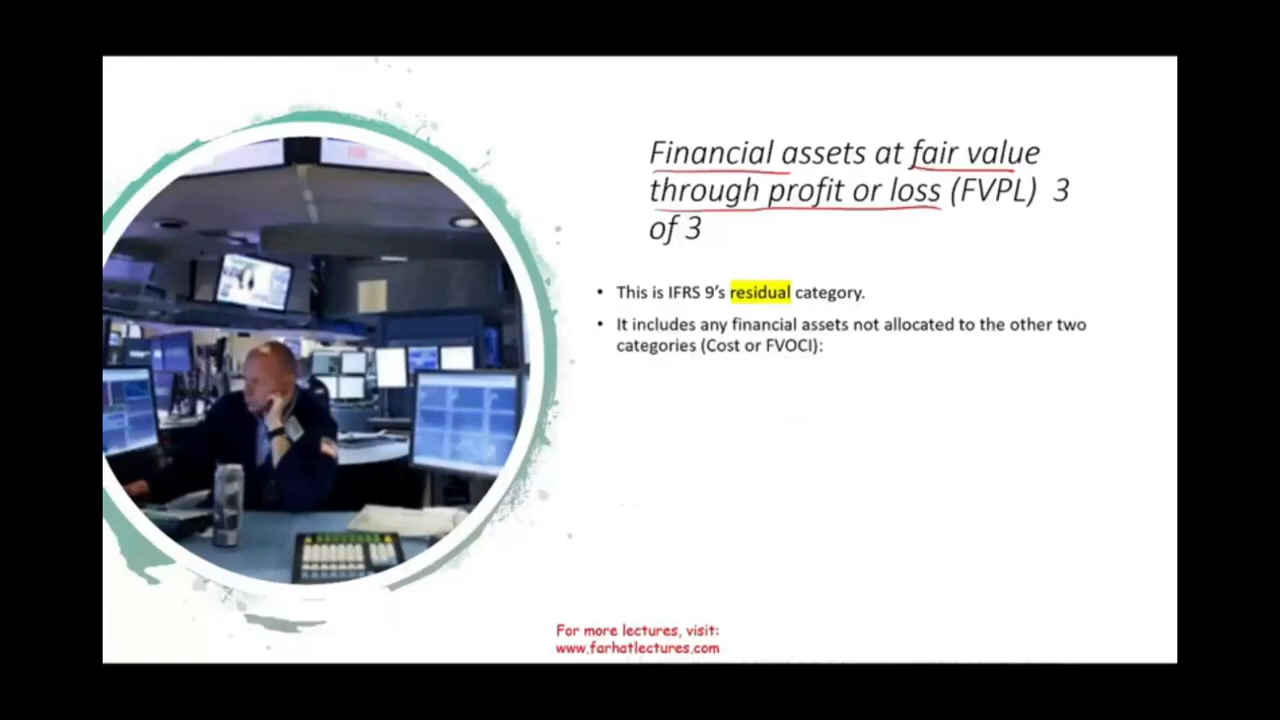 Financial assets at fair value
through profit or loss (FVPL) 3
of 3
• This is IFRS 9's residual category.
• It includes any financial assets not allocated to the other two
categories (Cost or FVOCI):
For more lectures, visit:
www.farhatlectures.com